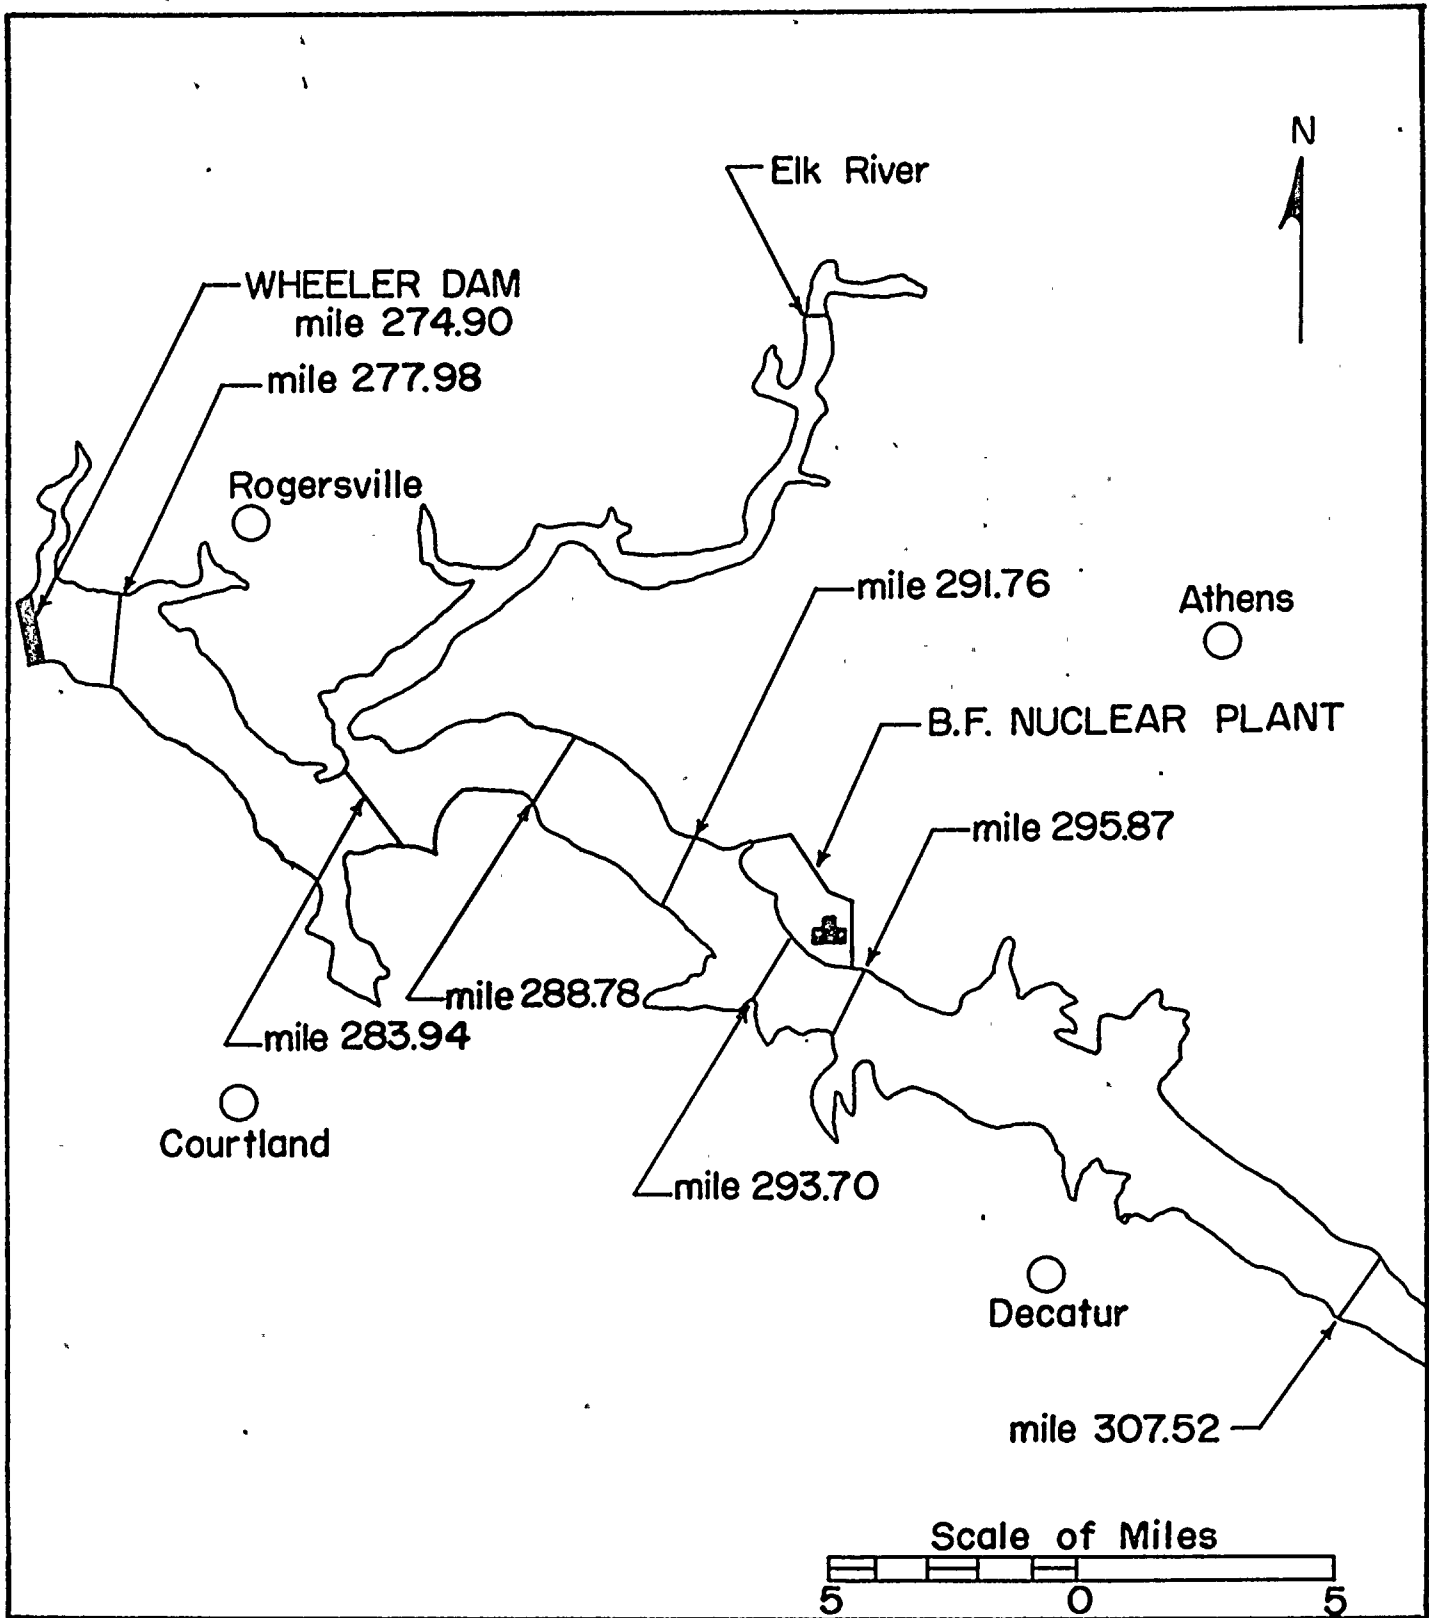 N
Elk River
WHEELER DAM
mile 274.90
mile 277.98
Rogersville
mile 291.76
Athens
B.F. NUCLEAR PLANT
mile 295.87
mile 288.78
mile 283.94
Courtland
mile 293.70
Decatur
mile 307.52
Scale of Miles
5 0 5